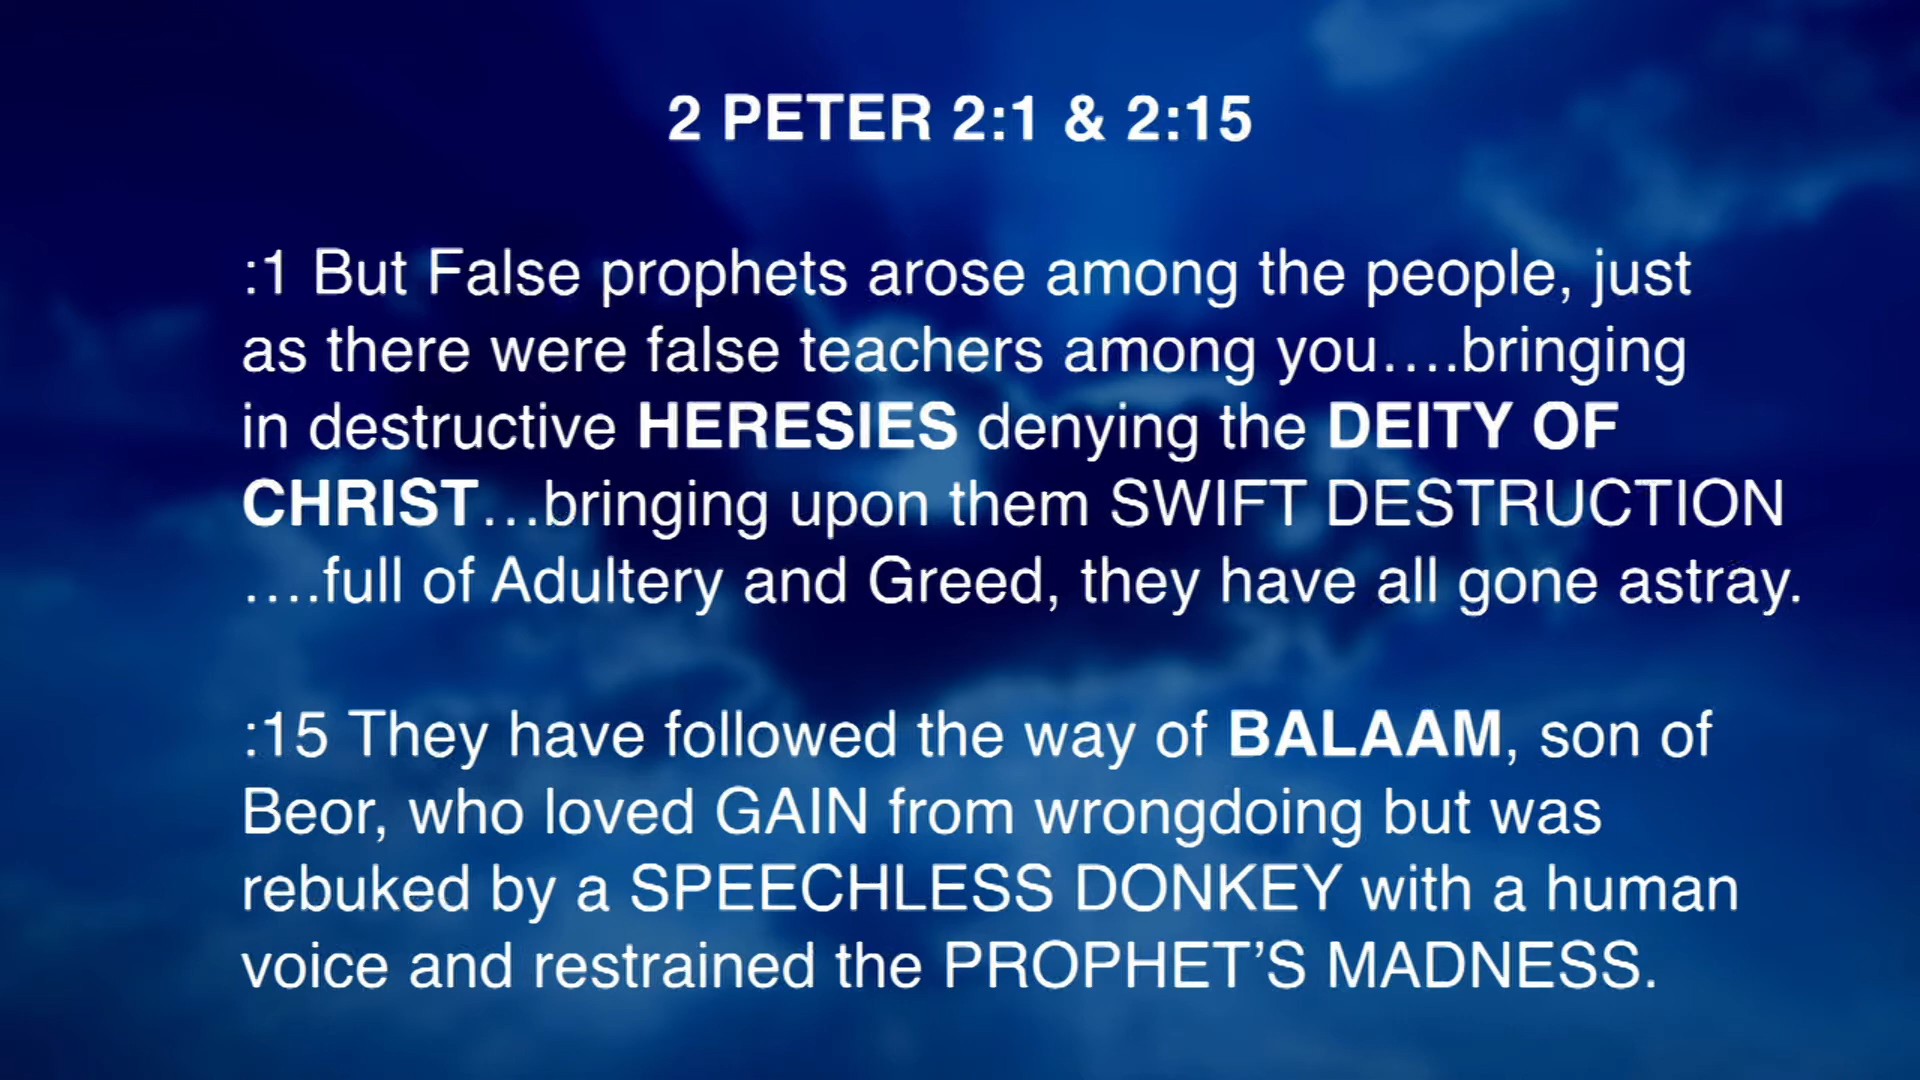 2 PETER 2:1 & 2:15
:1 But False prophets arose among the people, just
as there were false teachers among you….bringing
in destructive HERESIES denying the DEITY OF
CHRIST…bringing upon them SWIFT DESTRUCTION
….full of Adultery and Greed, they have all gone astray.
:15 They have followed the way of BALAAM, son of
Beor, who loved GAIN from wrongdoing but was
rebuked by a SPEECHLESS DONKEY with a human
voice and restrained the PROPHET’S MADNESS.